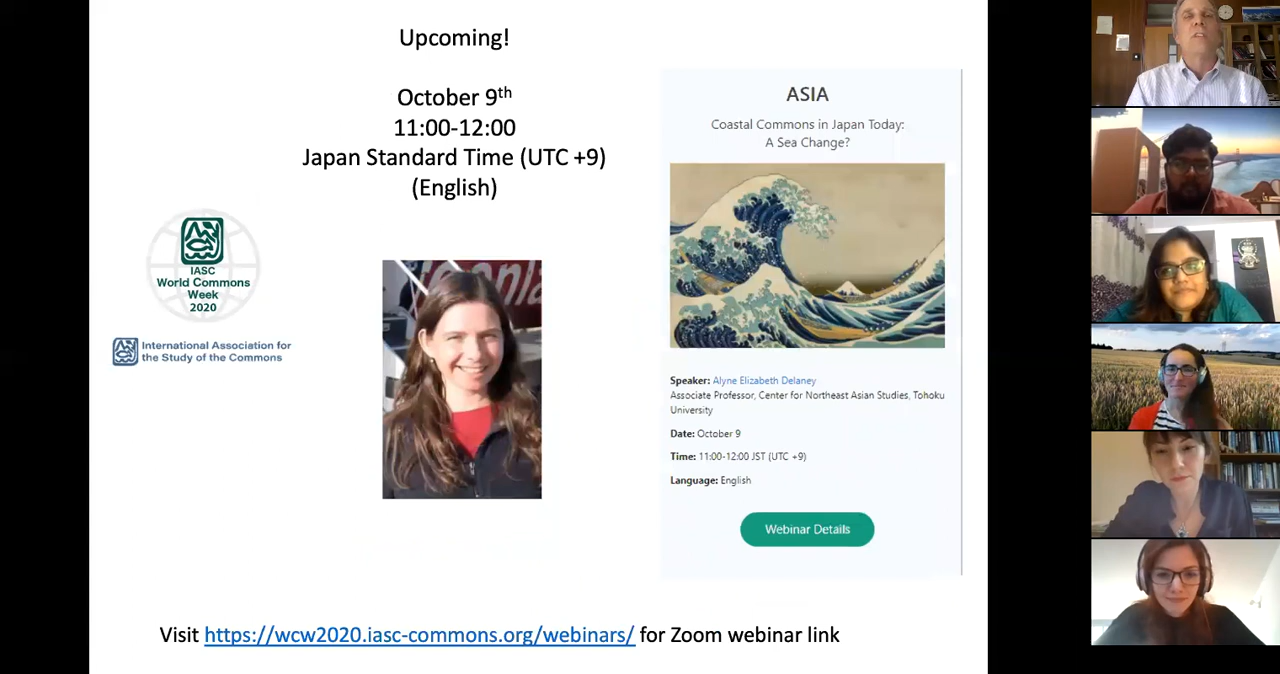 Upcoming!
October 9th
11:00-12:00
Japan Standard Time (UTC +9)
(English)
IASC
World Commons
Week
2020
International Association for
the Study of the Commons
ASIA
Coastal Commons in Japan Today:
A Sea Change?
Speaker: Alyne Elizabeth Delaney
Associate Professor, Center for Northeast Asian Studies, Tohoku
University
Date: October 9
Time: 11:00-12:00 JST (UTC +9)
Language: English
Webinar Details
Visit https://wcw2020.iasc-commons.org/webinars/ for Zoom webinar link